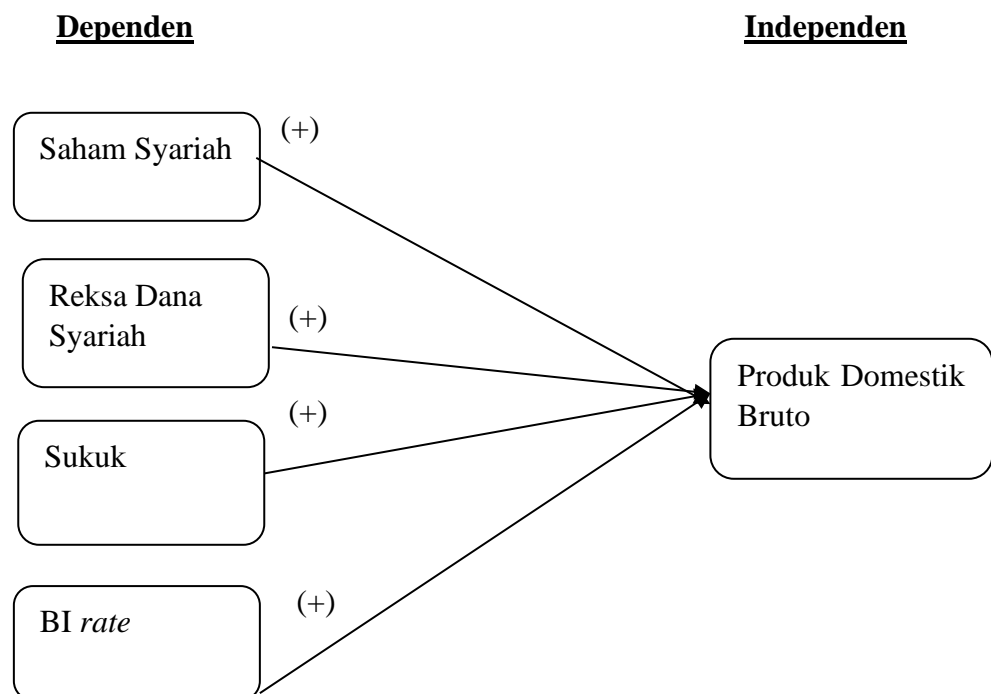 Dependen
Independen
Saham Syariah
(+)
Reksa Dana
Syariah
(+)
Produk Domestik
Bruto
(+)
Sukuk
BI rate
(+)